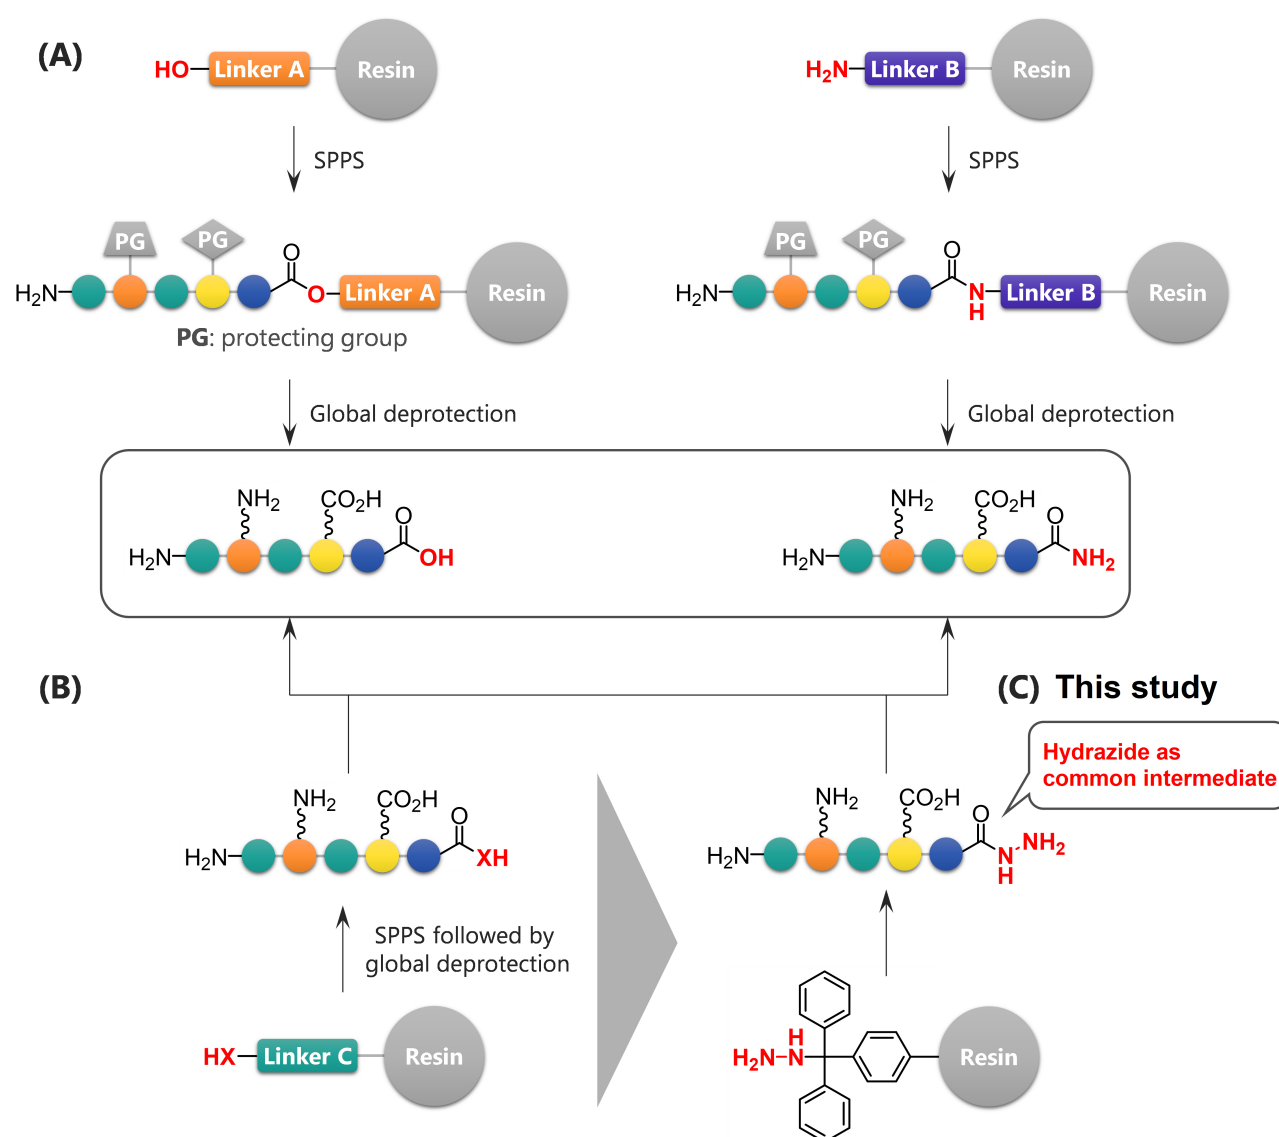 (A)
HO Linker A Resin
H₂N Linker B Resin
SPPS
SPPS
PG PG
H₂N O O Linker A Resin
PG: protecting group
PG PG
H₂N O N H Linker B Resin
Global deprotection
Global deprotection
NH₂ CO₂H
H₂N O OH
NH₂ CO₂H
H₂N O NH₂
(B)
(C) This study
Hydrazide as
common intermediate
NH₂ CO₂H
H₂N O XH
NH₂ CO₂H
H₂N O N H NH₂
SPPS followed by
global deprotection
HX Linker C Resin
H₂N N H Resin